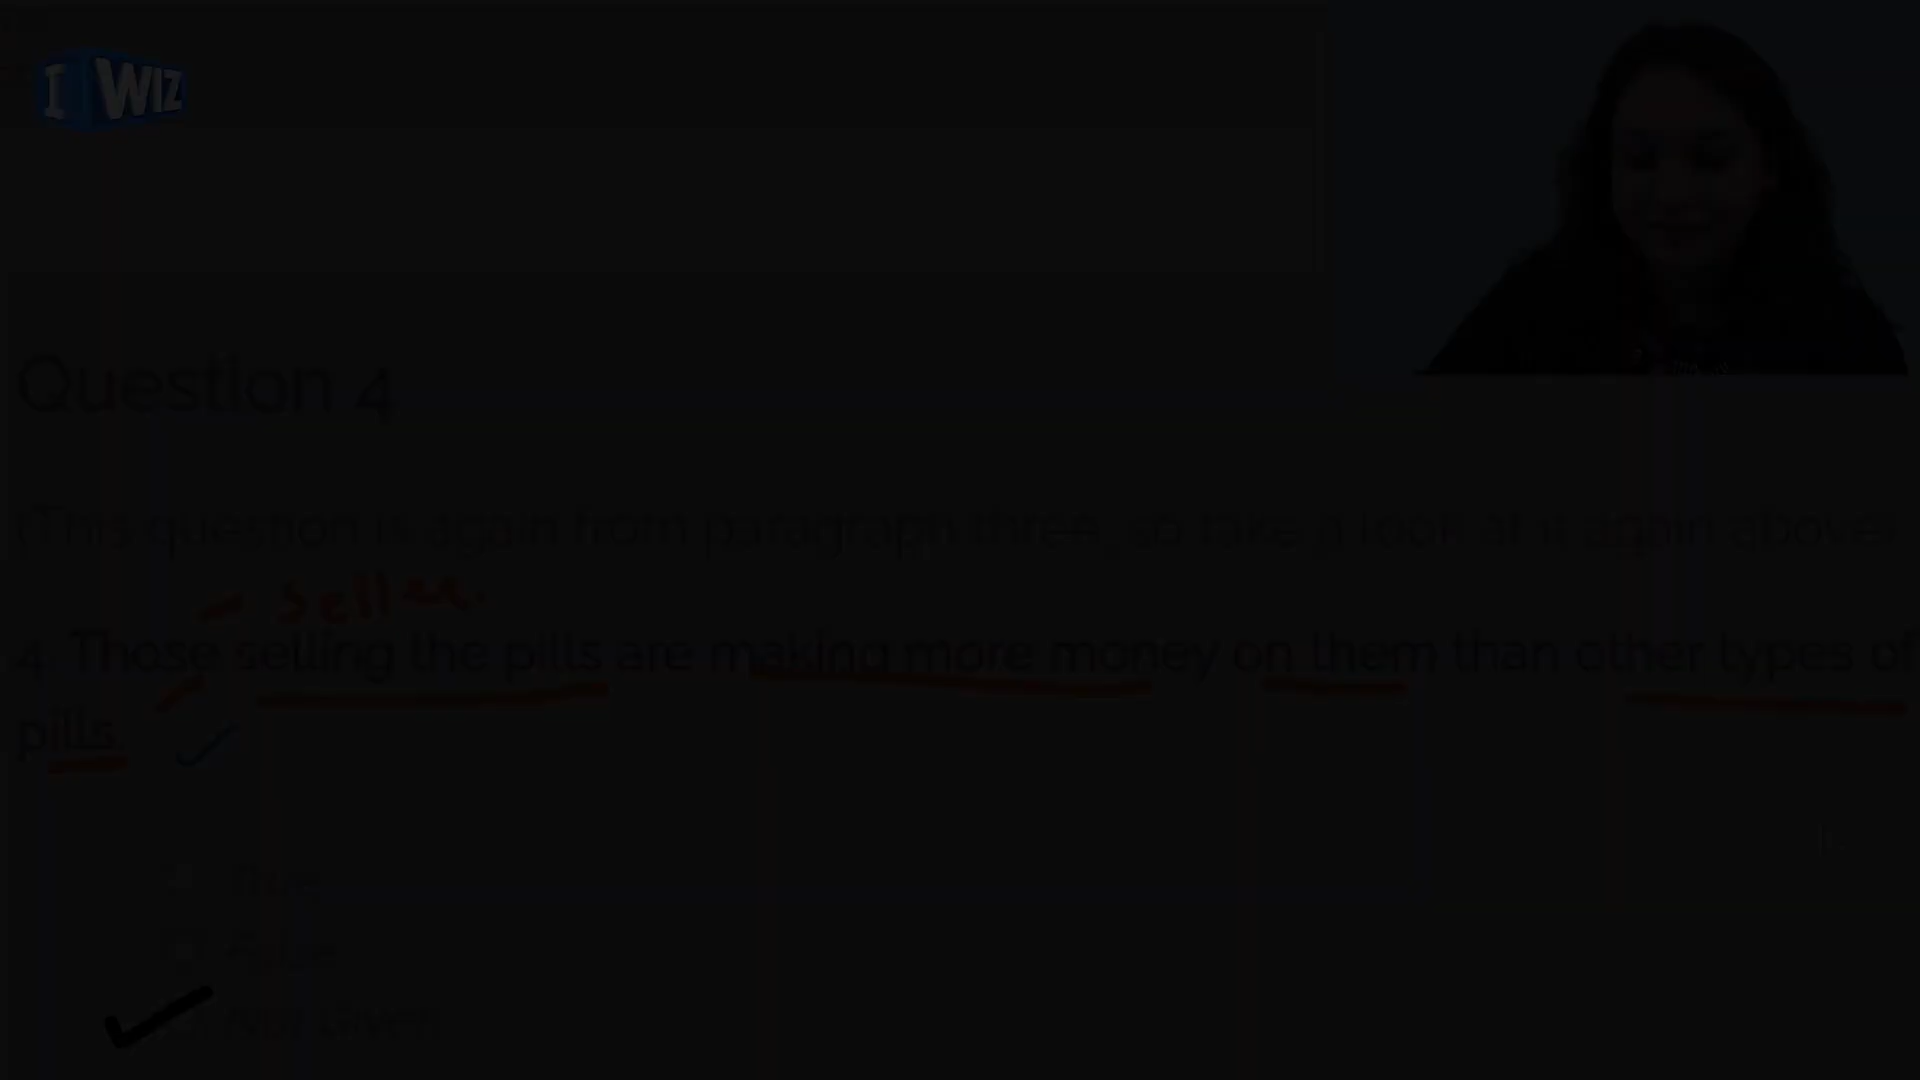 I WIZ
Question 4
(This question is again from paragraph three, so take a look at it again above)
- seller.
4. Those selling the pills are making more money on them than other types of
pills.
True
False
Not Given